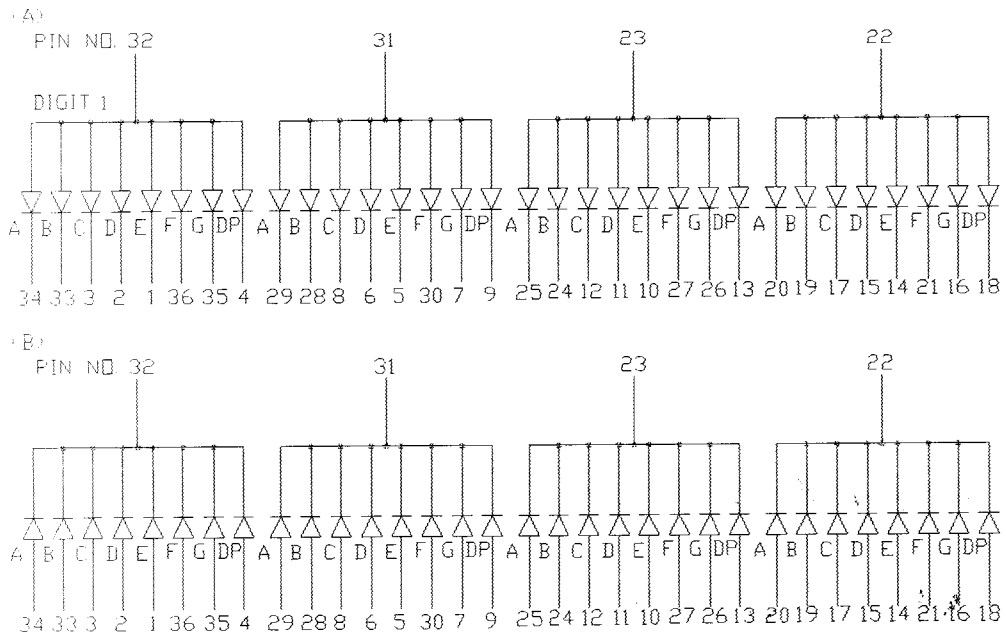 (A)
PIN NO. 32 31 23 22
DIGIT 1
A B C D E F G DP A B C D E F G DP A B C D E F G DP A B C D E F G DP
34 33 3 2 1 36 35 4 29 28 8 6 5 30 7 9 25 24 12 11 10 27 26 13 20 19 17 15 14 21 16 18
(B)
PIN NO. 32 31 23 22
A B C D E F G DP A B C D E F G DP A B C D E F G DP A B C D E F G DP
34 33 3 2 1 36 35 4 29 28 8 6 5 30 7 9 25 24 12 11 10 27 26 13 20 19 17 15 14 21 16 18